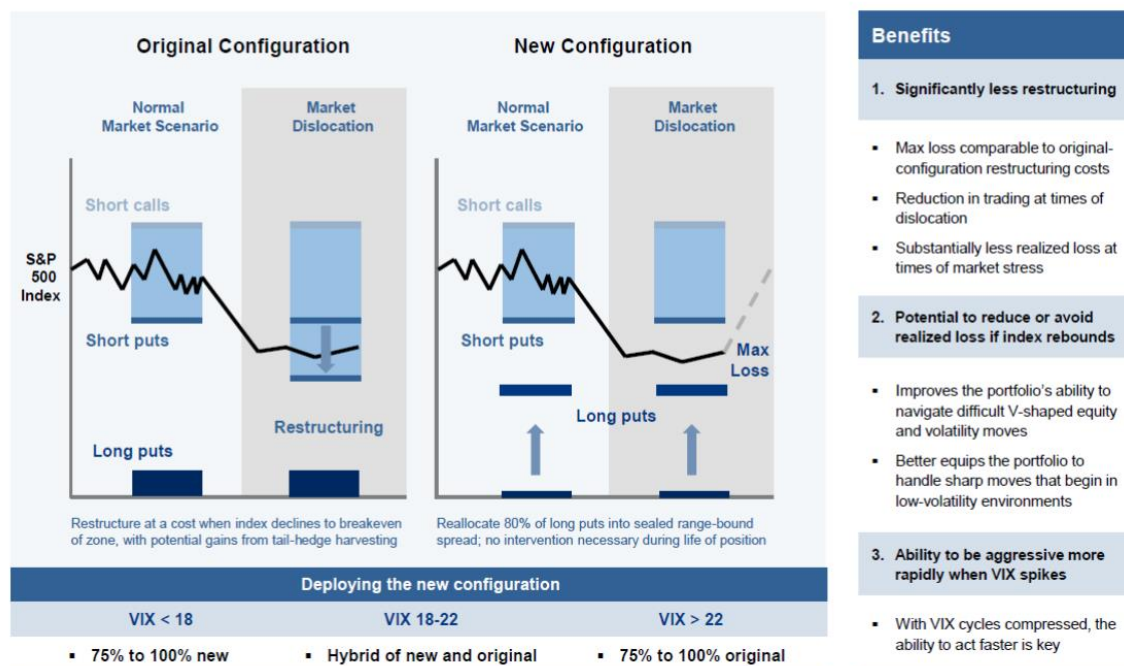 Original Configuration
Normal
Market Scenario
Market
Dislocation
Short calls
S&P
500
Index
Short puts
Restructuring
Long puts
Restructure at a cost when index declines to breakeven
of zone, with potential gains from tail-hedge harvesting
New Configuration
Normal
Market Scenario
Market
Dislocation
Short calls
Short puts
Max
Loss
Long puts
Reallocate 80% of long puts into sealed range-bound
spread; no intervention necessary during life of position
Deploying the new configuration
VIX < 18
VIX 18-22
VIX > 22
▪ 75% to 100% new
▪ Hybrid of new and original
▪ 75% to 100% original
Benefits
1. Significantly less restructuring
▪ Max loss comparable to original-
configuration restructuring costs
▪ Reduction in trading at times of
dislocation
▪ Substantially less realized loss at
times of market stress
2. Potential to reduce or avoid
realized loss if index rebounds
▪ Improves the portfolio's ability to
navigate difficult V-shaped equity
and volatility moves
▪ Better equips the portfolio to
handle sharp moves that begin in
low-volatility environments
3. Ability to be aggressive more
rapidly when VIX spikes
▪ With VIX cycles compressed, the
ability to act faster is key